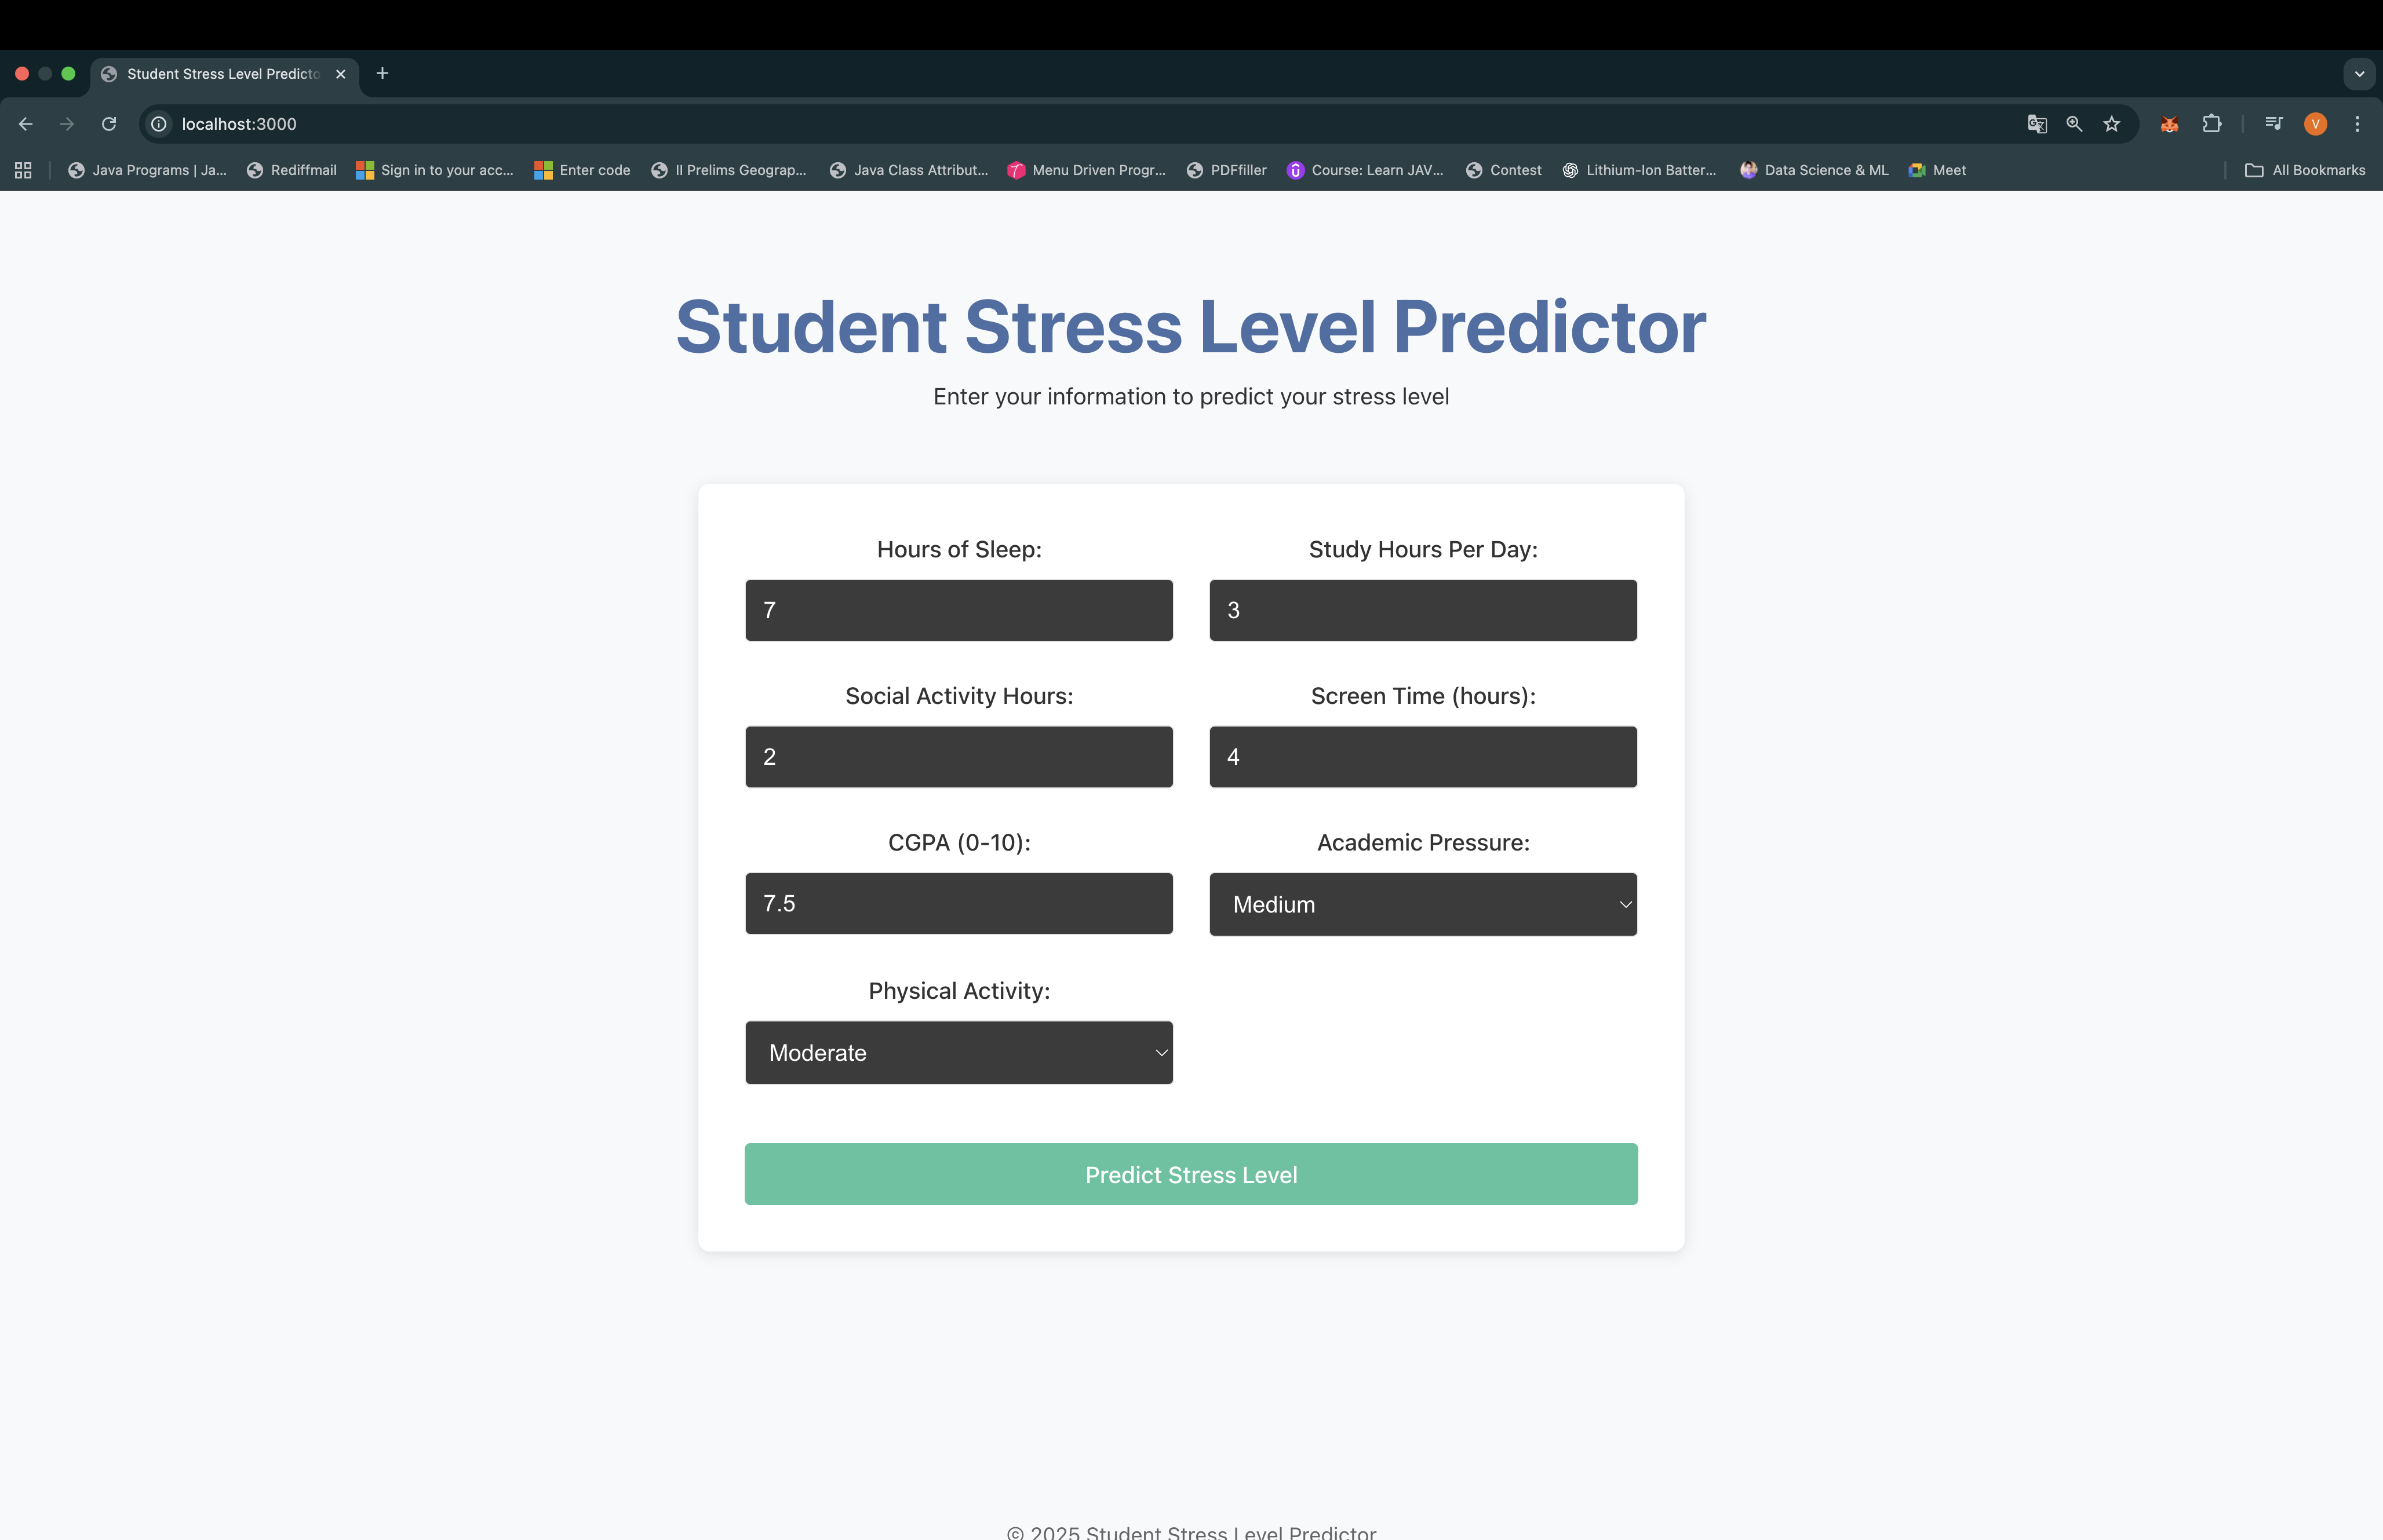 Student Stress Level Predicto
localhost:3000
V
Java Programs | Ja...
Rediffmail
Sign in to your acc...
Enter code
II Prelims Geograp...
Java Class Attribut...
Menu Driven Progr...
PDFfiller
Course: Learn JAV...
Contest
Lithium-Ion Batter...
Data Science & ML
Meet
All Bookmarks
Student Stress Level Predictor
Enter your information to predict your stress level
Hours of Sleep:
7
Study Hours Per Day:
3
Social Activity Hours:
2
Screen Time (hours):
4
CGPA (0-10):
7.5
Academic Pressure:
Medium
Physical Activity:
Moderate
Predict Stress Level
© 2025 Student Stress Level Predictor